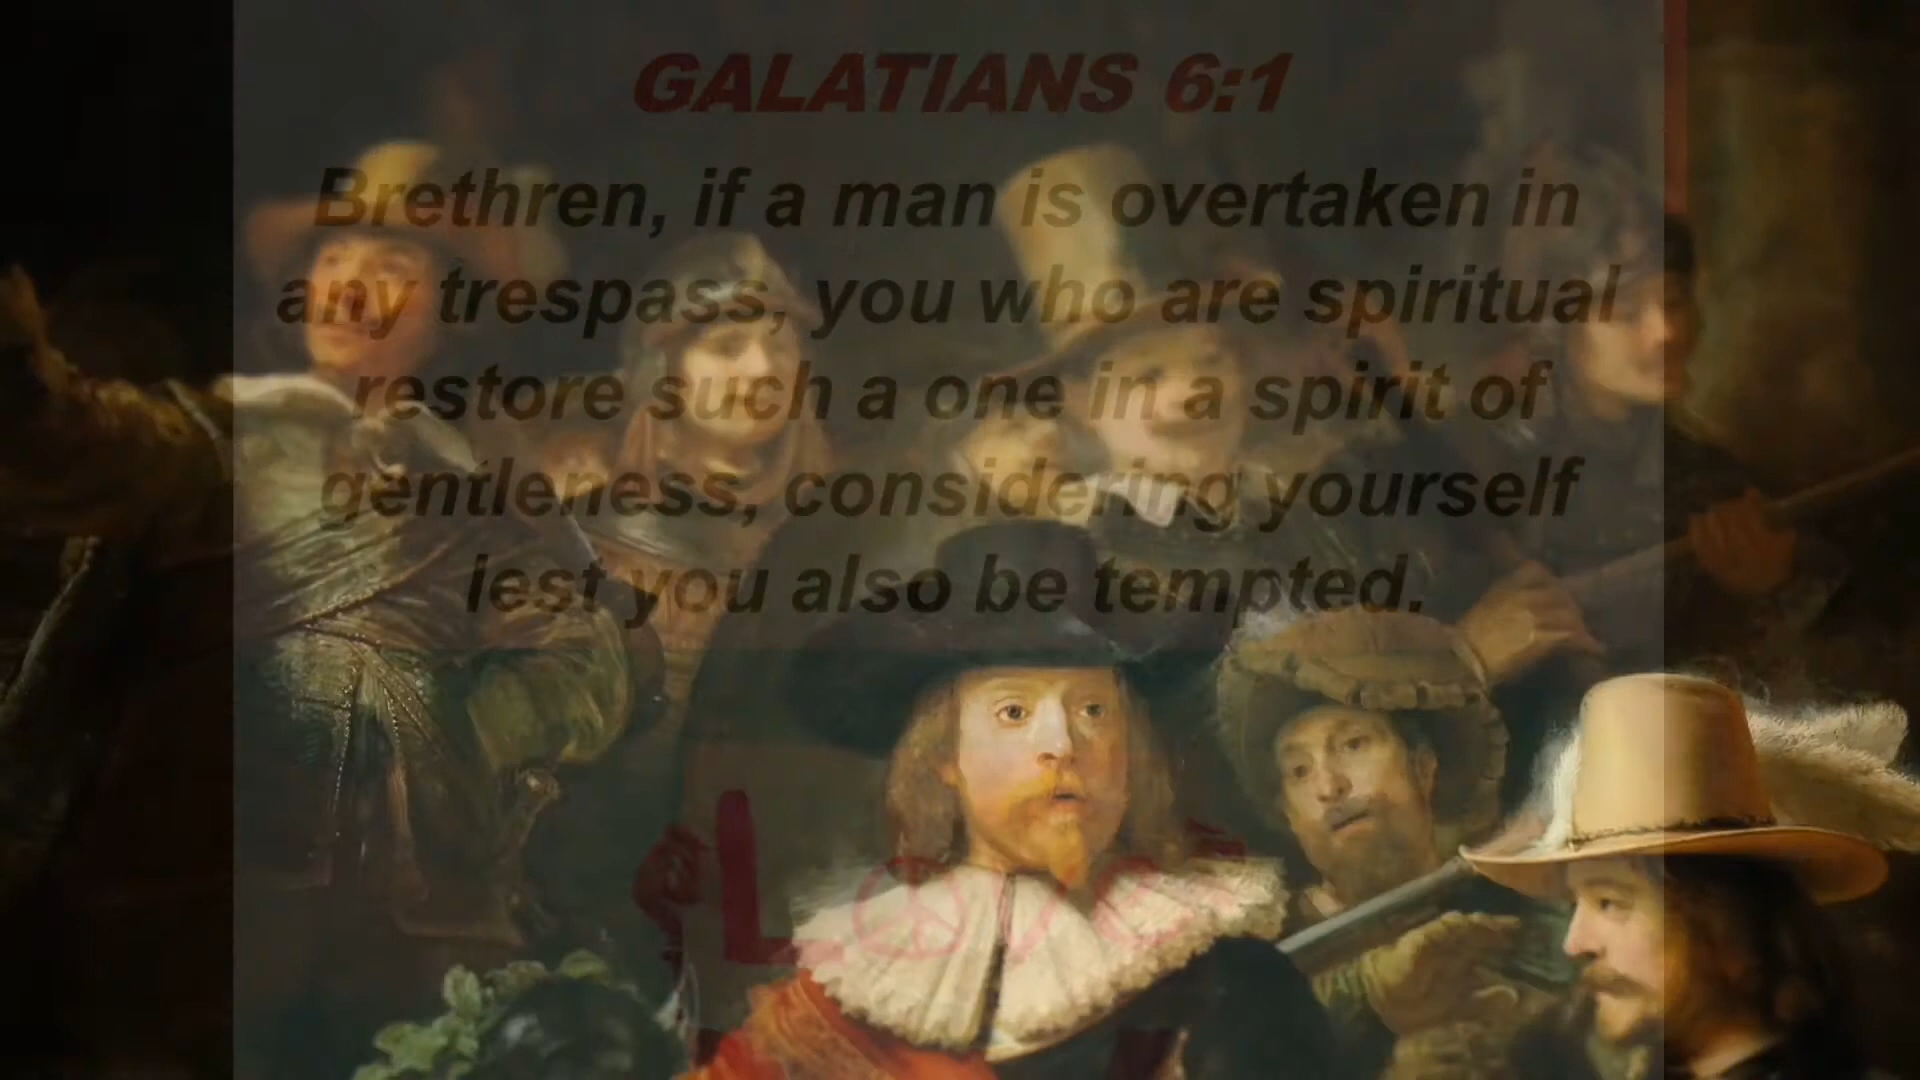 GALATIANS 6:1
Brethren, if a man is overtaken in
any trespass, you who are spiritual
restore such a one in a spirit of
gentleness, considering yourself
lest you also be tempted.